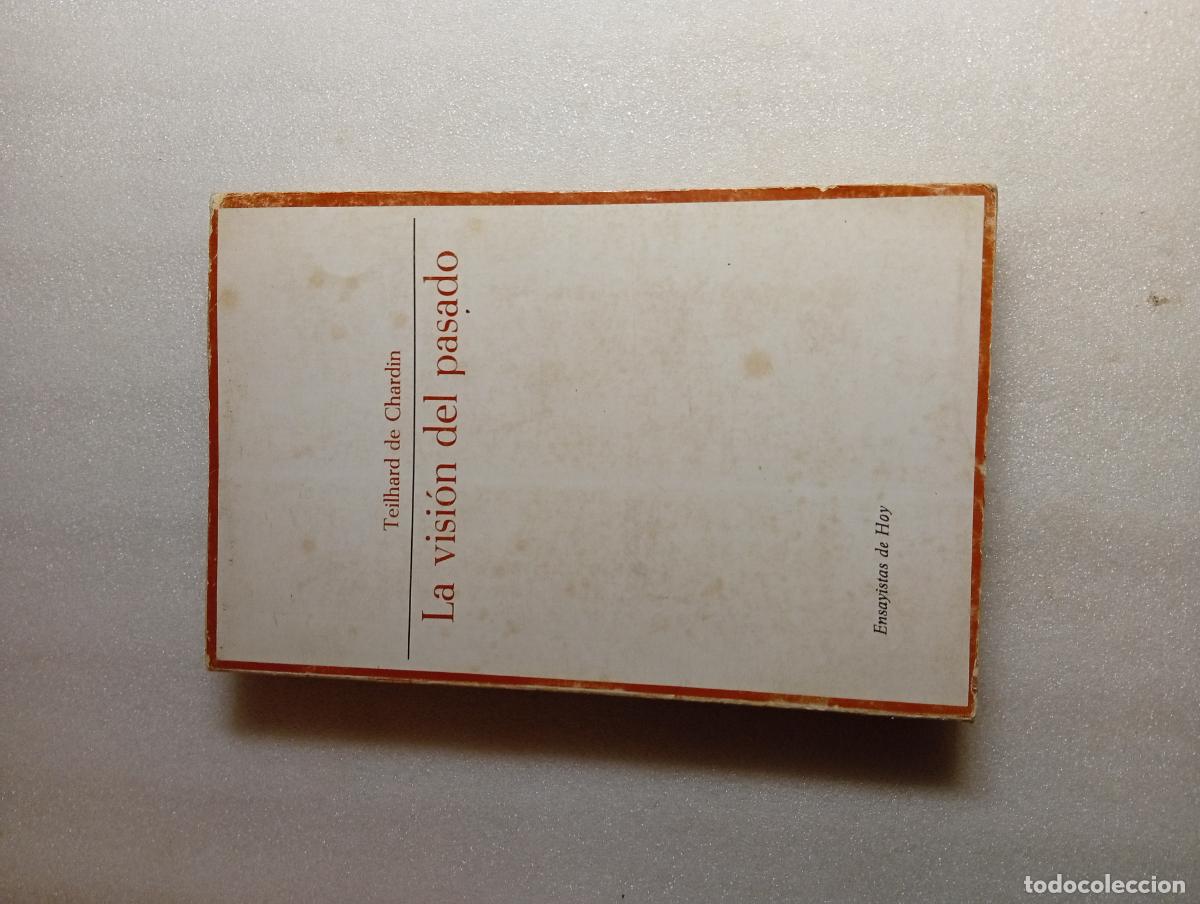 Teilhard de Chardin
La visión del pasado
Ensayistas de Hoy
todocoleccion